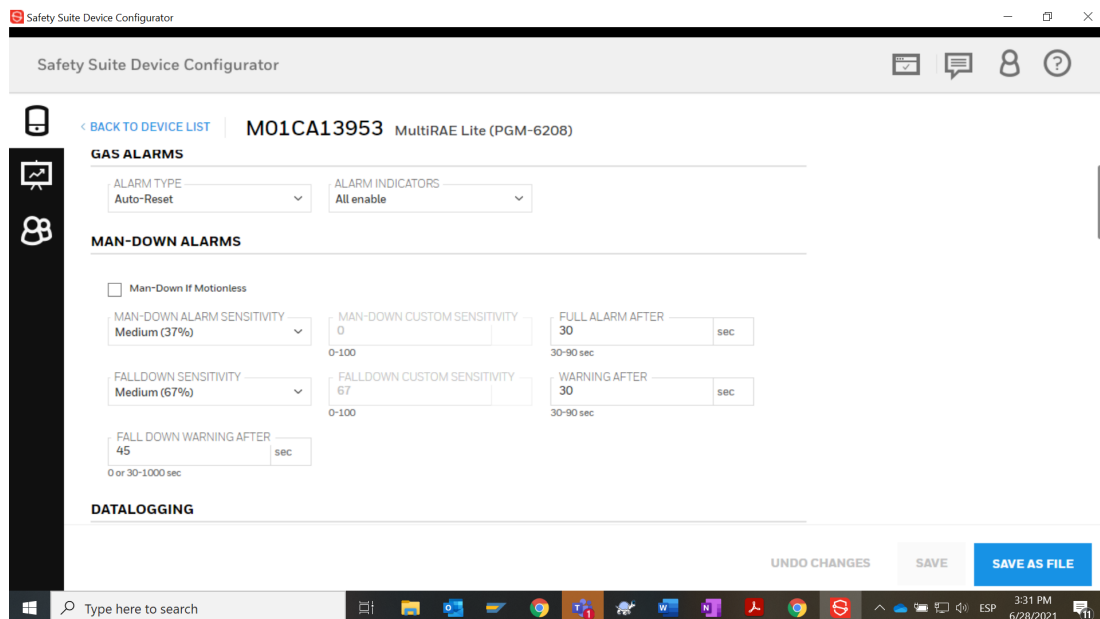 Safety Suite Device Configurator
Safety Suite Device Configurator
< BACK TO DEVICE LIST M01CA13953 MultiRAE Lite (PGM-6208)
GAS ALARMS
ALARM TYPE ALARM INDICATORS
Auto-Reset All enable
MAN-DOWN ALARMS
Man-Down If Motionless
MAN-DOWN ALARM SENSITIVITY MAN-DOWN CUSTOM SENSITIVITY FULL ALARM AFTER
Medium (37%) 0 30 sec
0-100 30-90 sec
FALLDOWN SENSITIVITY FALLDOWN CUSTOM SENSITIVITY WARNING AFTER
Medium (67%) 67 30 sec
0-100 30-90 sec
FALL DOWN WARNING AFTER
45 sec
0 or 30-1000 sec
DATALOGGING
UNDO CHANGES SAVE SAVE AS FILE
Type here to search ESP 3:31 PM
6/28/2021 11